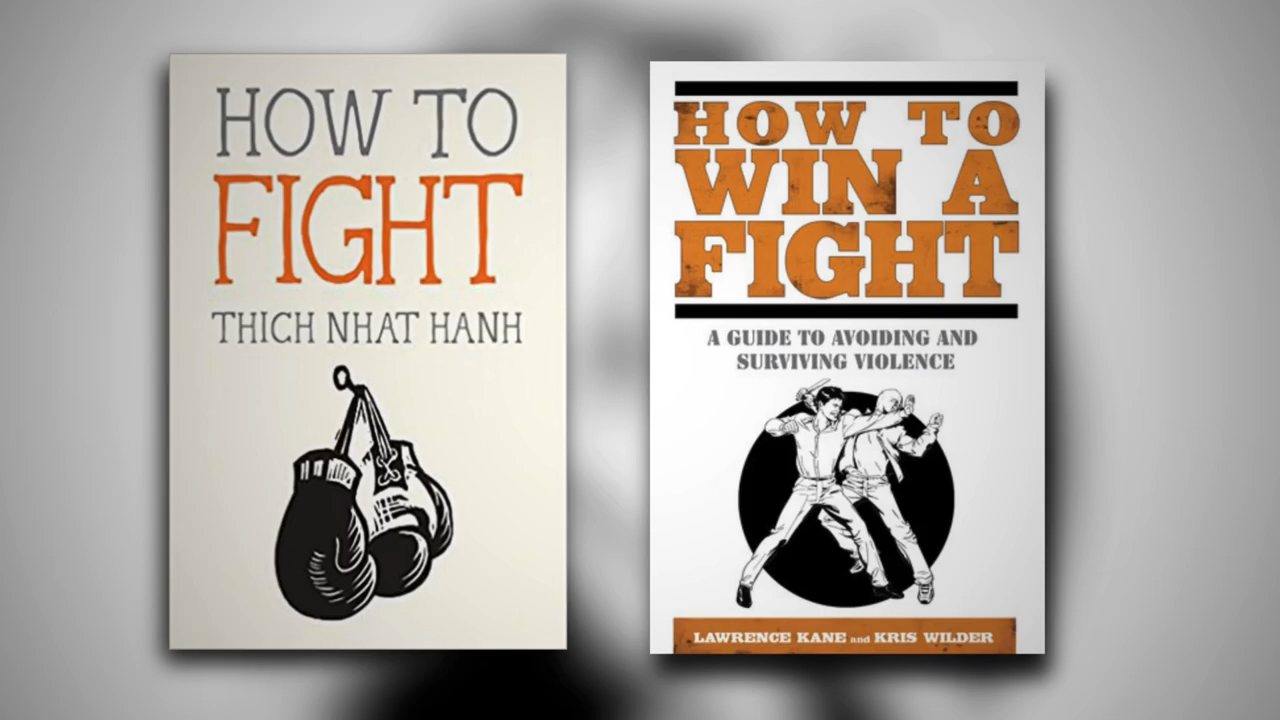 HOW TO
FIGHT
THICH NHAT HANH
HOW TO
WIN A
FIGHT
A GUIDE TO AVOIDING AND
SURVIVING VIOLENCE
LAWRENCE KANE and KRIS WILDER